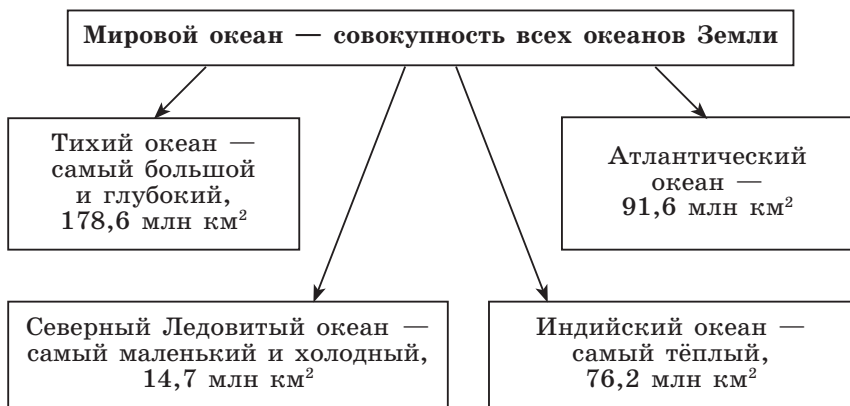 Мировой океан — совокупность всех океанов Земли
Тихий океан —
самый большой
и глубокий,
178,6 млн км²
Атлантический
океан —
91,6 млн км²
Северный Ледовитый океан —
самый маленький и холодный,
14,7 млн км²
Индийский океан —
самый тёплый,
76,2 млн км²